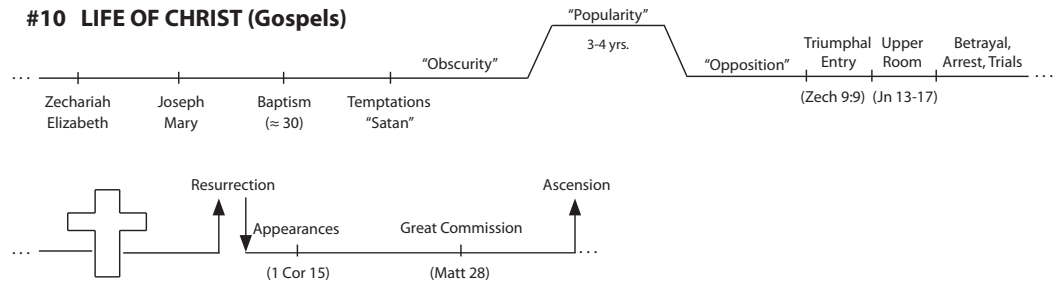 #10 LIFE OF CHRIST (Gospels)
"Popularity"
3-4 yrs.
"Obscurity"
"Opposition"
Triumphal
Entry
Upper
Room
Betrayal,
Arrest, Trials
...
...
Zechariah
Elizabeth
Joseph
Mary
Baptism
(≈ 30)
Temptations
"Satan"
(Zech 9:9)
(Jn 13-17)
Resurrection
Ascension
Appearances
Great Commission
...
...
(1 Cor 15)
(Matt 28)